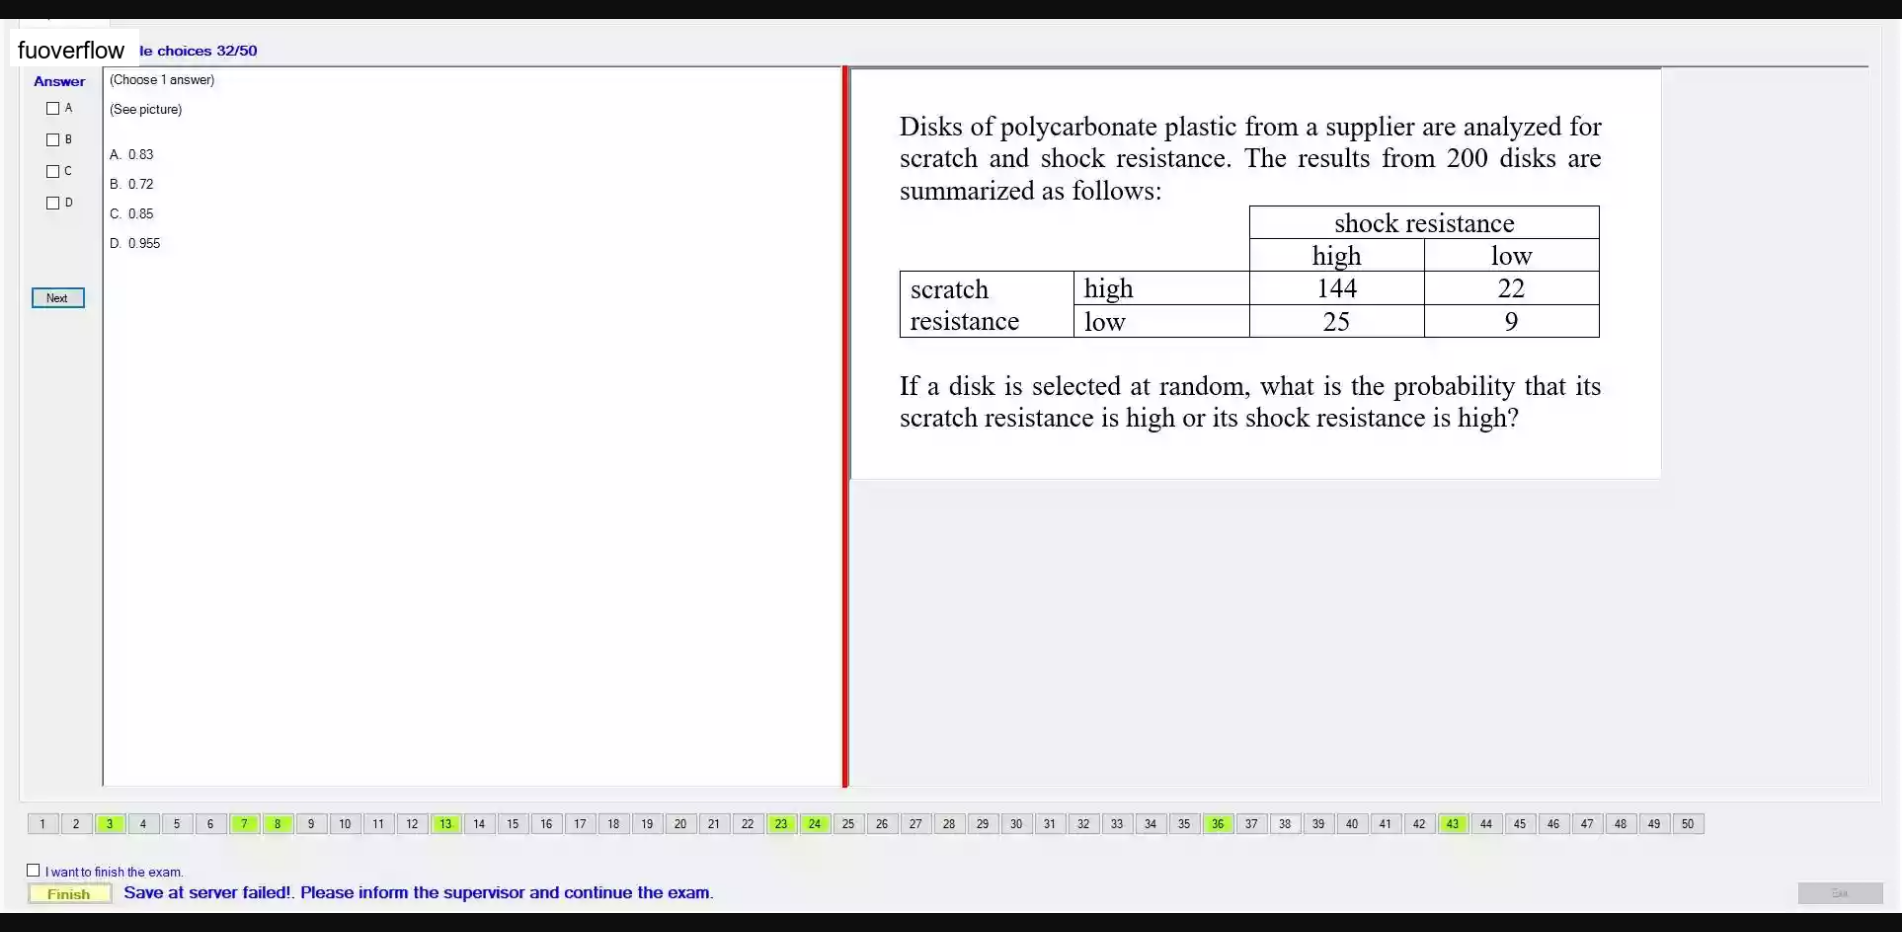 fuoverflow
le choices 32/50
Answer
A
B
C
D
Next
(Choose 1 answer)
(See picture)
A. 0.83
B. 0.72
C. 0.85
D. 0.955
Disks of polycarbonate plastic from a supplier are analyzed for
scratch and shock resistance. The results from 200 disks are
summarized as follows:
shock resistance
high low
scratch high 144 22
resistance low 25 9
If a disk is selected at random, what is the probability that its
scratch resistance is high or its shock resistance is high?
1 2 3 4 5 6 7 8 9 10 11 12 13 14 15 16 17 18 19 20 21 22 23 24 25 26 27 28 29 30 31 32 33 34 35 36 37 38 39 40 41 42 43 44 45 46 47 48 49 50
I want to finish the exam.
Finish Save at server failed!. Please inform the supervisor and continue the exam.
Exit